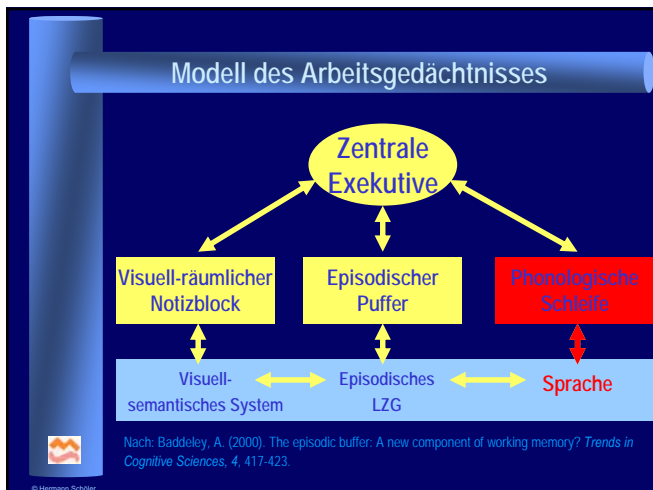 Modell des Arbeitsgedächtnisses
Zentrale
Exekutive
Visuell-räumlicher
Notizblock
Episodischer
Puffer
Phonologische
Schleife
Visuell-
semantisches System
Episodisches
LZG
Sprache
Nach: Baddeley, A. (2000). The episodic buffer: A new component of working memory? Trends in
Cognitive Sciences, 4, 417-423.
© Hermann Schöler